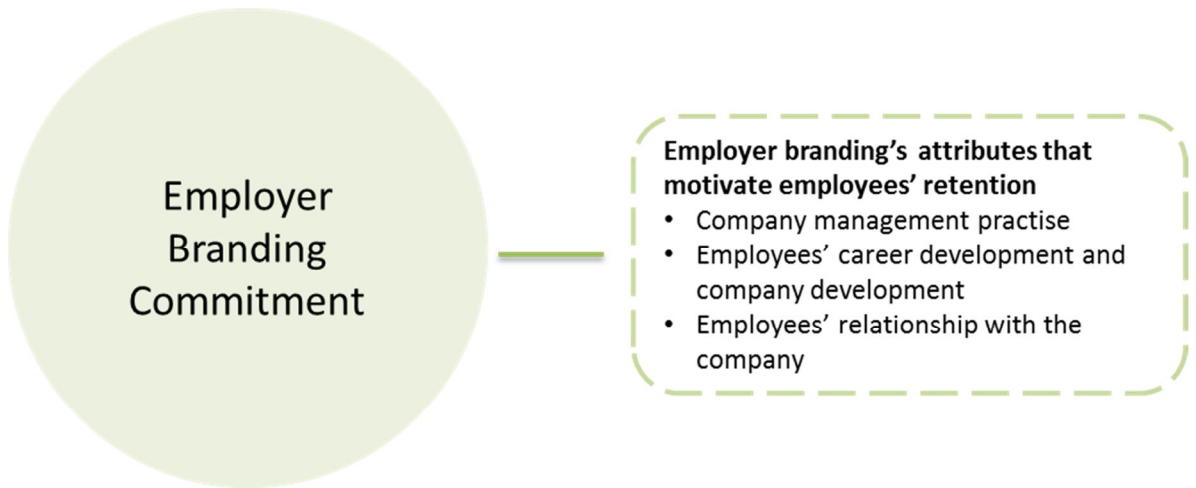 Employer
Branding
Commitment
Employer branding’s attributes that
motivate employees’ retention
• Company management practise
• Employees’ career development and
company development
• Employees’ relationship with the
company